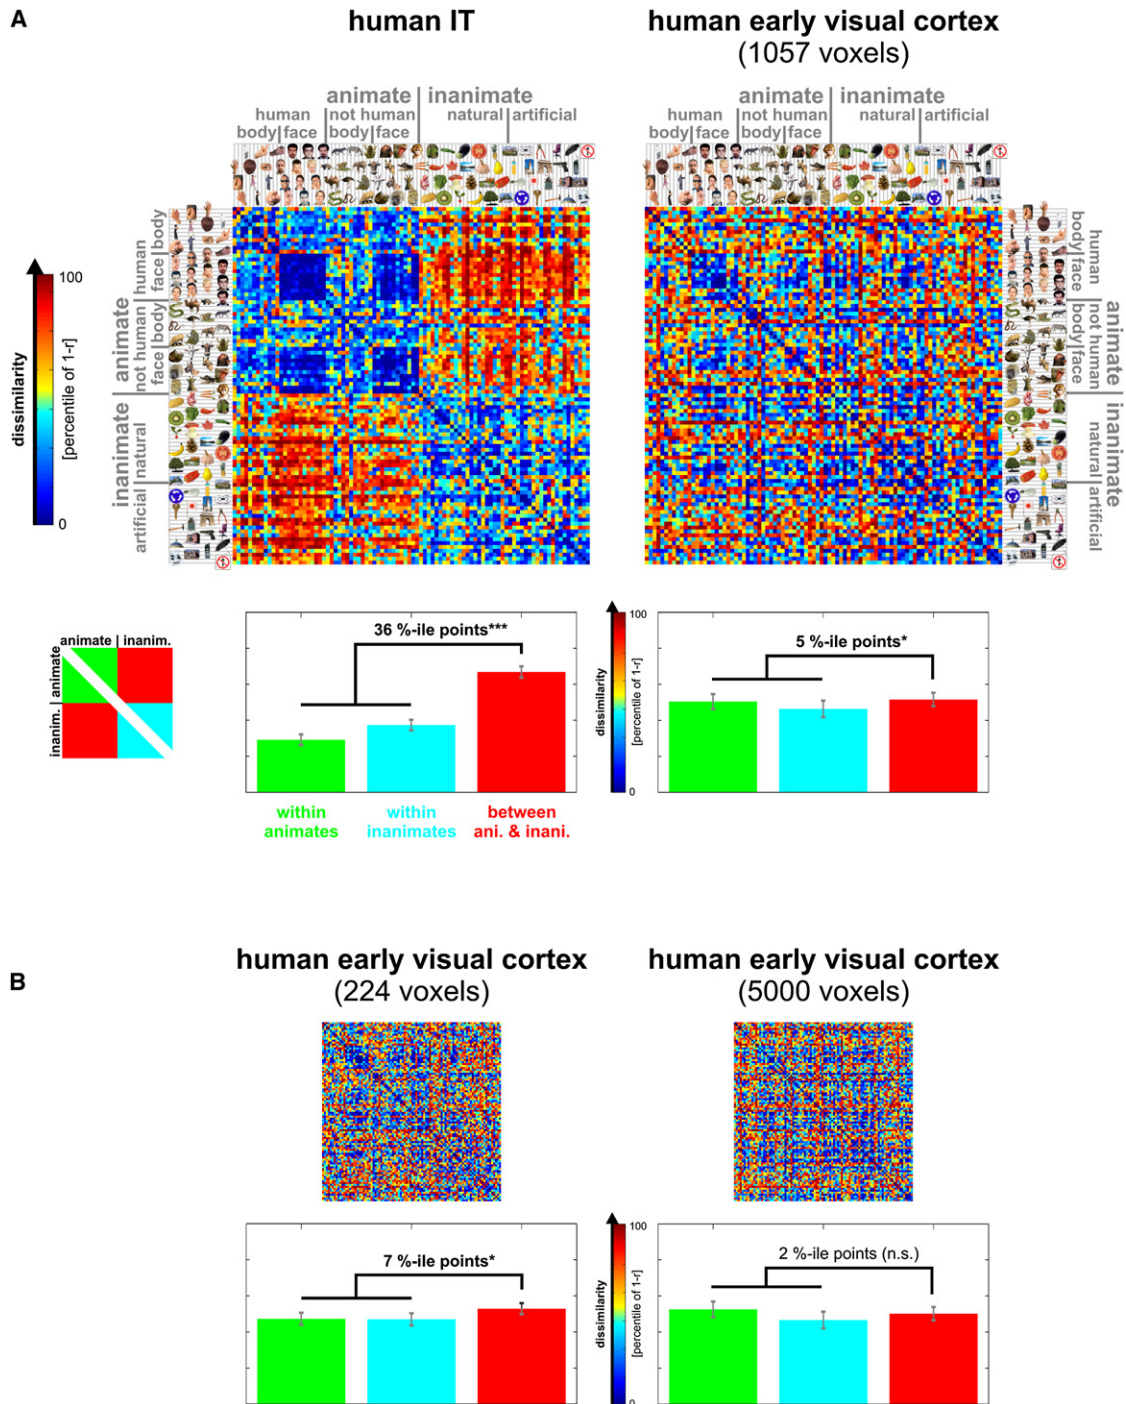 A
human IT
human early visual cortex
(1057 voxels)
animate | inanimate
human | not human | natural | artificial
body | face | body | face
animate | inanimate
human | not human | natural | artificial
body | face | body | face
dissimilarity
[percentile of 1-r]
100
0
animate
inanimate
human
not human
natural
artificial
body
face
body
face
human
not human
natural
artificial
body
face
body
face
animate
inanimate
animate | inanim.
animate
inanim.
36 %-ile points***
within
animates
within
inanimates
between
ani. & inani.
dissimilarity
[percentile of 1-r]
100
0
5 %-ile points*
B
human early visual cortex
(224 voxels)
human early visual cortex
(5000 voxels)
7 %-ile points*
dissimilarity
[percentile of 1-r]
100
0
2 %-ile points (n.s.)